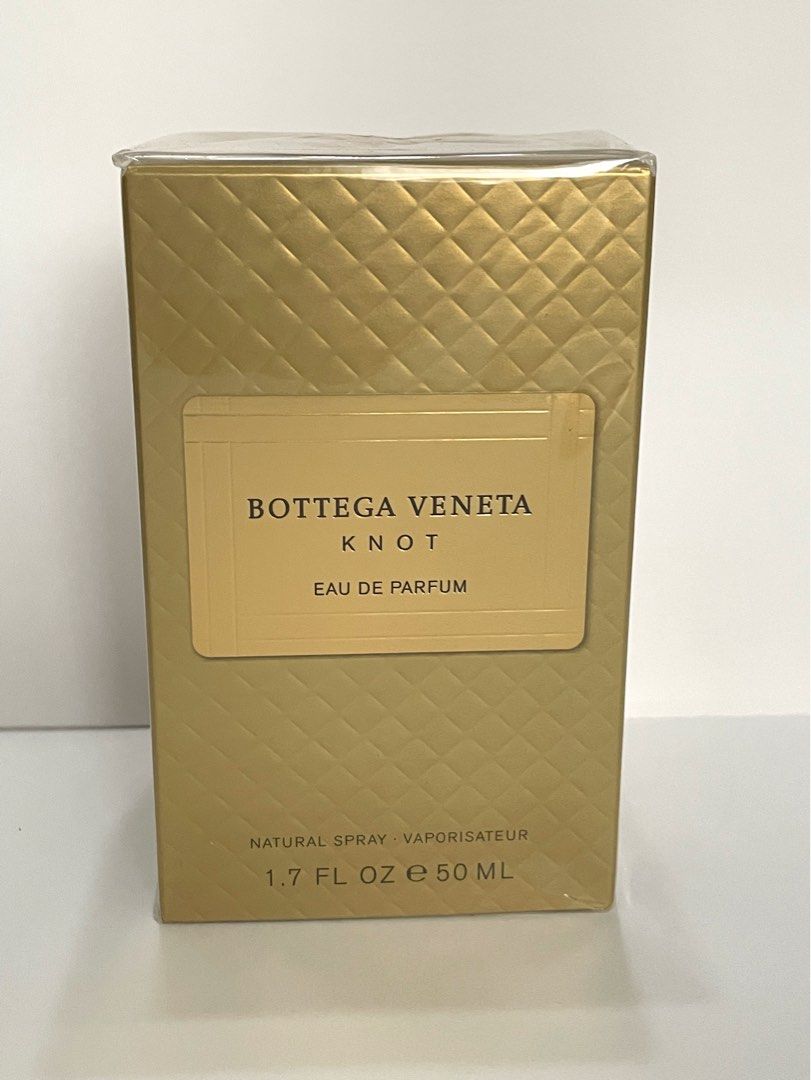 BOTTEGA VENETA
KNOT
EAU DE PARFUM
NATURAL SPRAY · VAPORISATEUR
1.7 FL OZ ℮ 50 ML